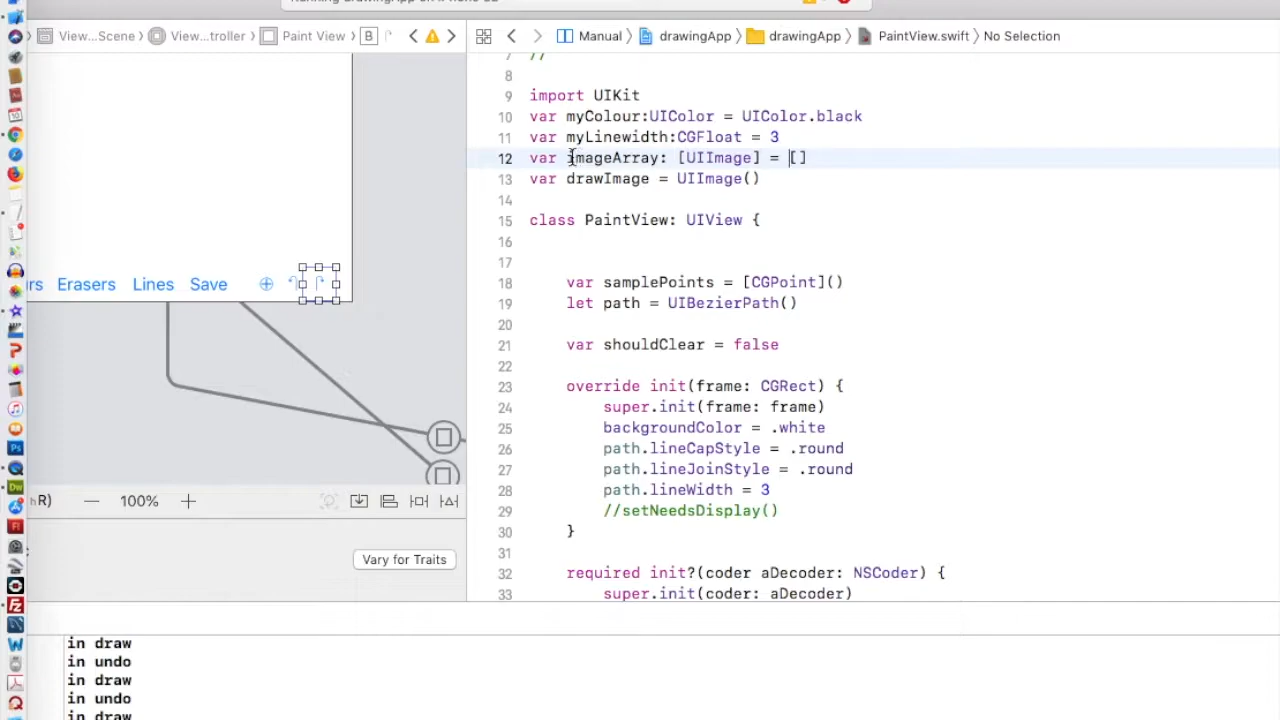 View...Scene View...troller Paint View B
Manual drawingApp drawingApp PaintView.swift No Selection
7 //
8
9 import UIKit
10 var myColour:UIColor = UIColor.black
11 var myLinewidth:CGFloat = 3
12 var imageArray: [UIImage] = []
13 var drawImage = UIImage()
14
15 class PaintView: UIView {
16
17
18 var samplePoints = [CGPoint]()
19 let path = UIBezierPath()
20
21 var shouldClear = false
22
23 override init(frame: CGRect) {
24 super.init(frame: frame)
25 backgroundColor = .white
26 path.lineCapStyle = .round
27 path.lineJoinStyle = .round
28 path.lineWidth = 3
29 //setNeedsDisplay()
30 }
31
32 required init?(coder aDecoder: NSCoder) {
33 super.init(coder: aDecoder)
rs Erasers Lines Save
hR) 100%
Vary for Traits
in draw
in undo
in draw
in undo
in draw